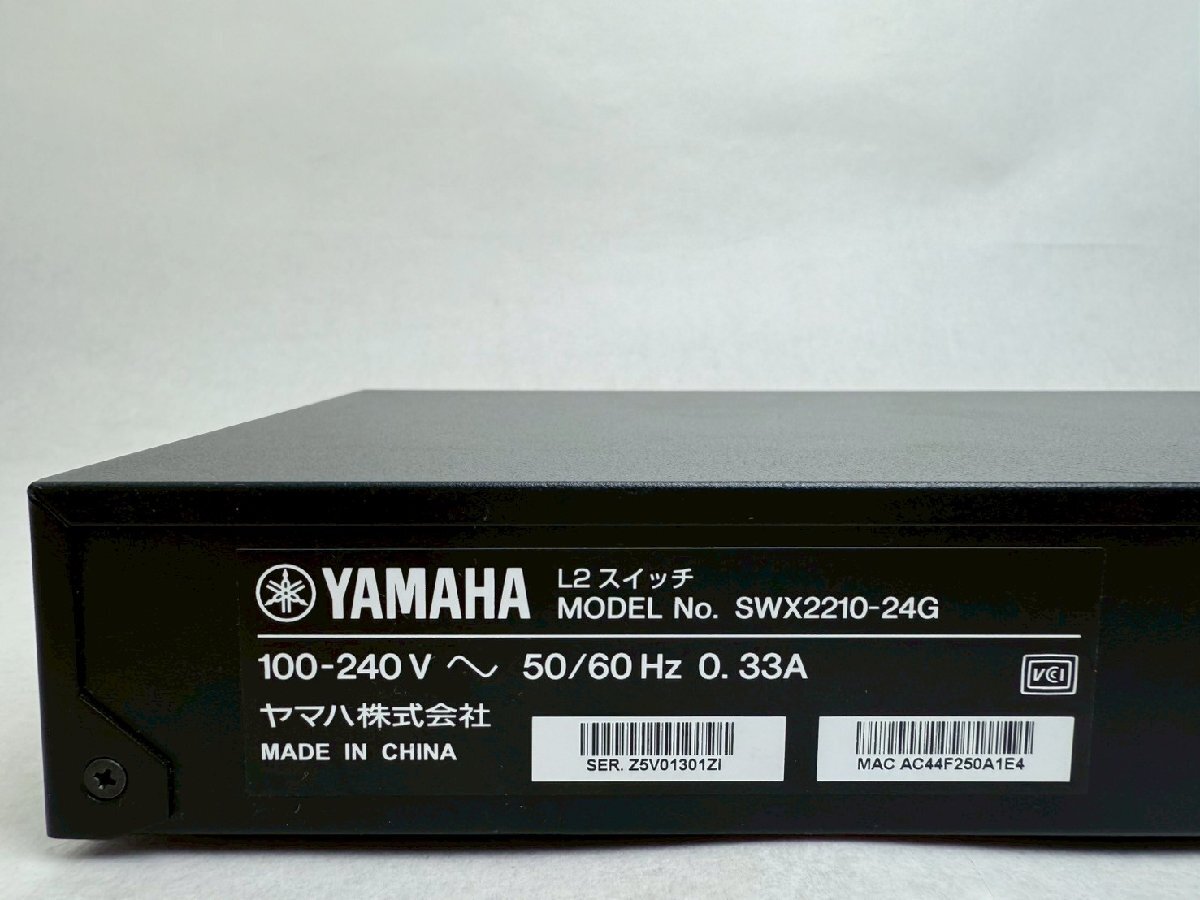 YAMAHA
L2 スイッチ
MODEL No. SWX2210-24G
100-240 V ～ 50/60 Hz 0.33A
VCI
ヤマハ株式会社
MADE IN CHINA
SER. Z5V01301ZI
MAC AC44F250A1E4